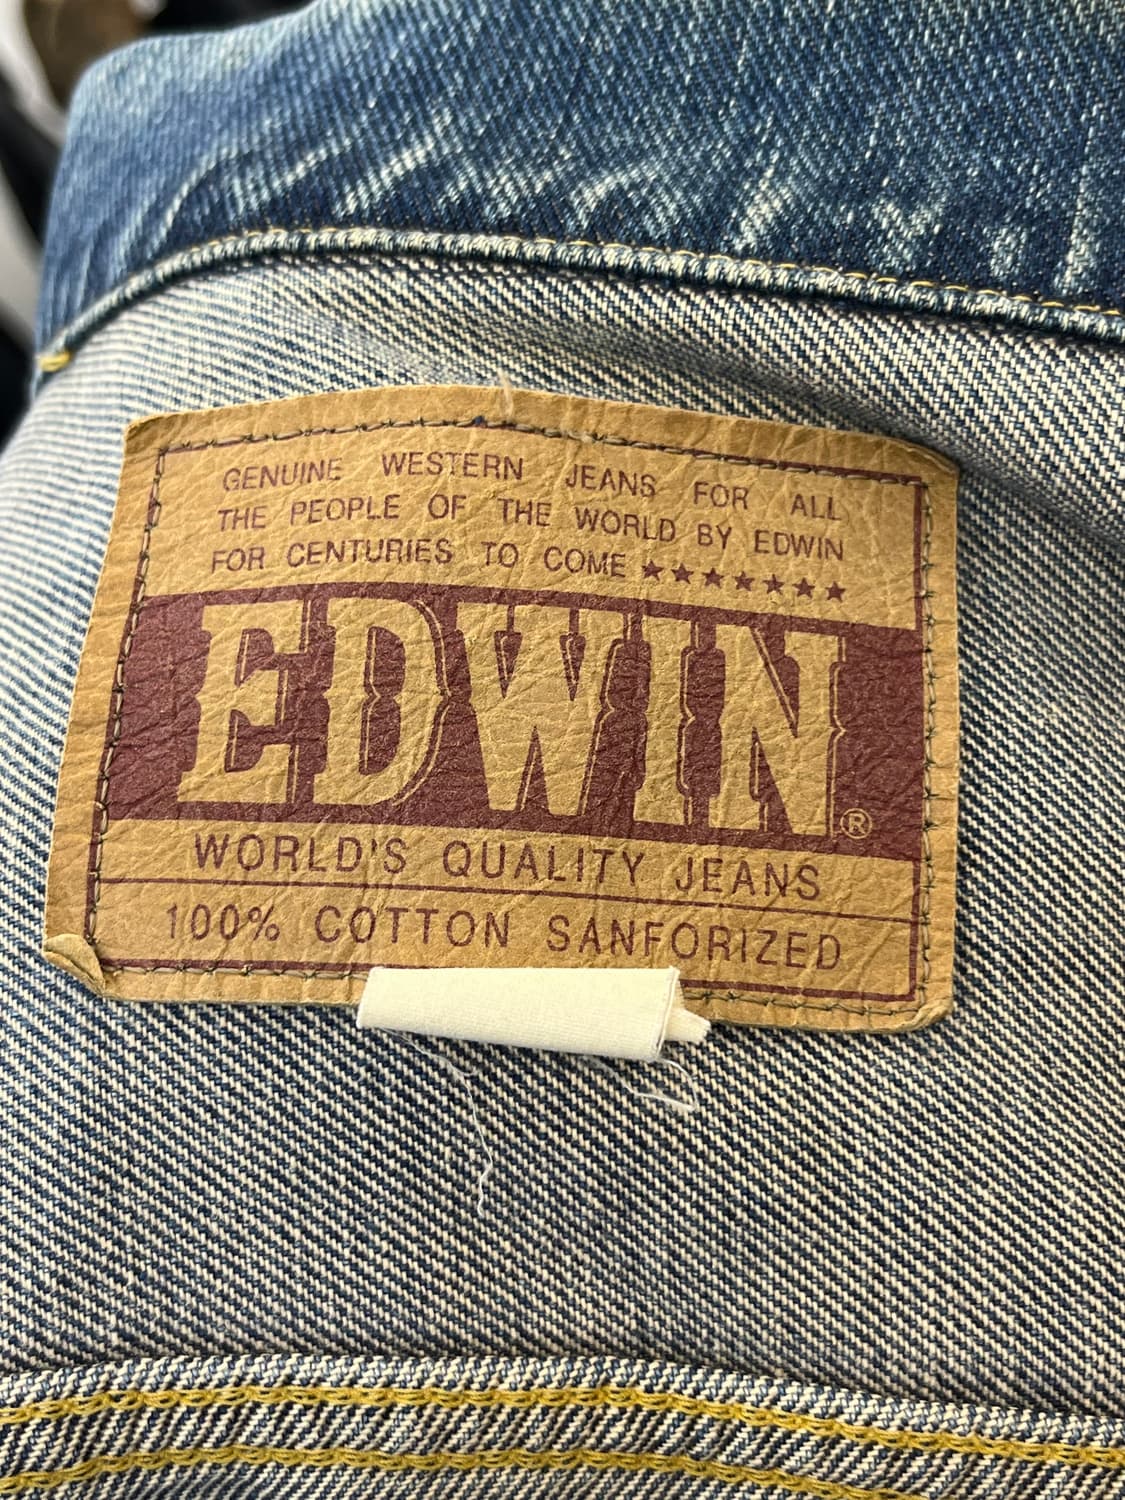 GENUINE WESTERN JEANS FOR ALL
THE PEOPLE OF THE WORLD BY EDWIN
FOR CENTURIES TO COME ★★★★★★★
EDWIN®
WORLD'S QUALITY JEANS
100% COTTON SANFORIZED